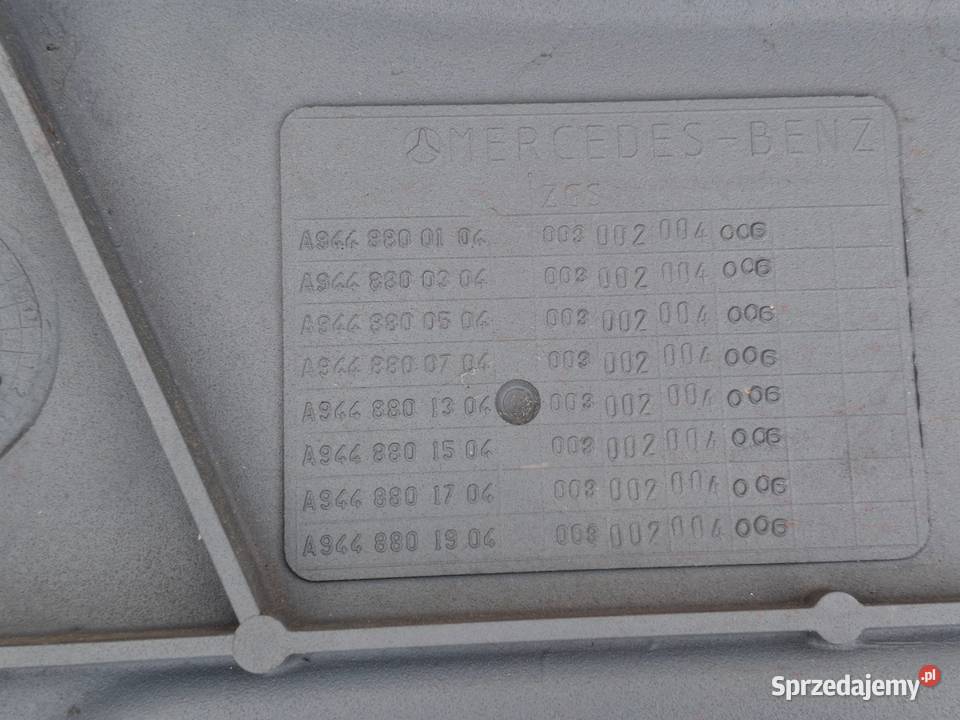 MERCEDES-BENZ
ZGS
A944 880 01 04 003 002 004 006
A944 880 03 04 003 002 004 006
A944 880 05 04 003 002 004 006
A944 880 07 04 003 002 004 006
A944 880 13 04 003 002 004 006
A944 880 15 04 003 002 004 006
A944 880 17 04 003 002 004 006
A944 880 19 04 003 002 004 006
Sprzedajemy.pl